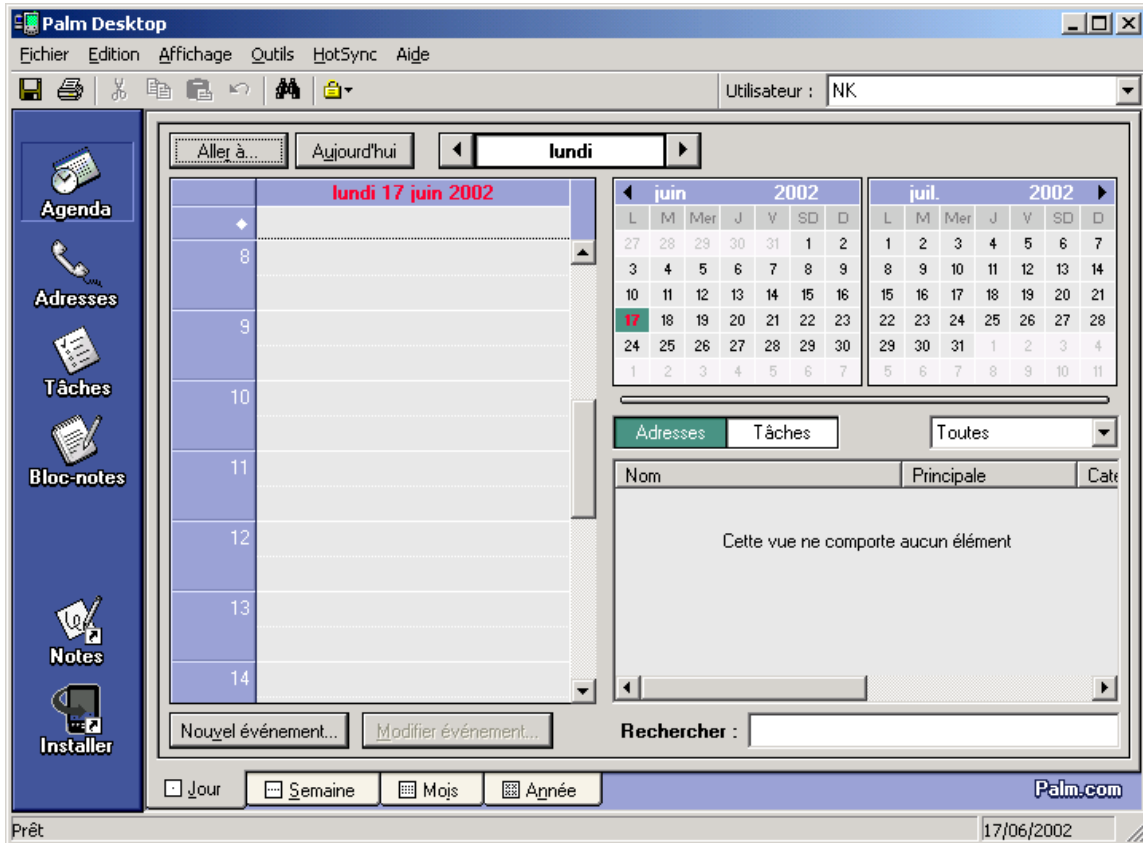 Palm Desktop
Fichier Edition Affichage Outils HotSync Aide
Utilisateur : NK
Agenda
Adresses
Tâches
Bloc-notes
Notes
Installer
Aller à... Aujourd'hui lundi
lundi 17 juin 2002
8
9
10
11
12
13
14
Nouvel événement... Modifier événement...
juin 2002
L M Mer J V SD D
27 28 29 30 31 1 2
3 4 5 6 7 8 9
10 11 12 13 14 15 16
17 18 19 20 21 22 23
24 25 26 27 28 29 30
1 2 3 4 5 6 7
juil. 2002
L M Mer J V SD D
1 2 3 4 5 6 7
8 9 10 11 12 13 14
15 16 17 18 19 20 21
22 23 24 25 26 27 28
29 30 31 1 2 3 4
5 6 7 8 9 10 11
Adresses Tâches Toutes
Nom Principale Caté
Cette vue ne comporte aucun élément
Rechercher :
Jour Semaine Mois Année Palm.com
Prêt 17/06/2002